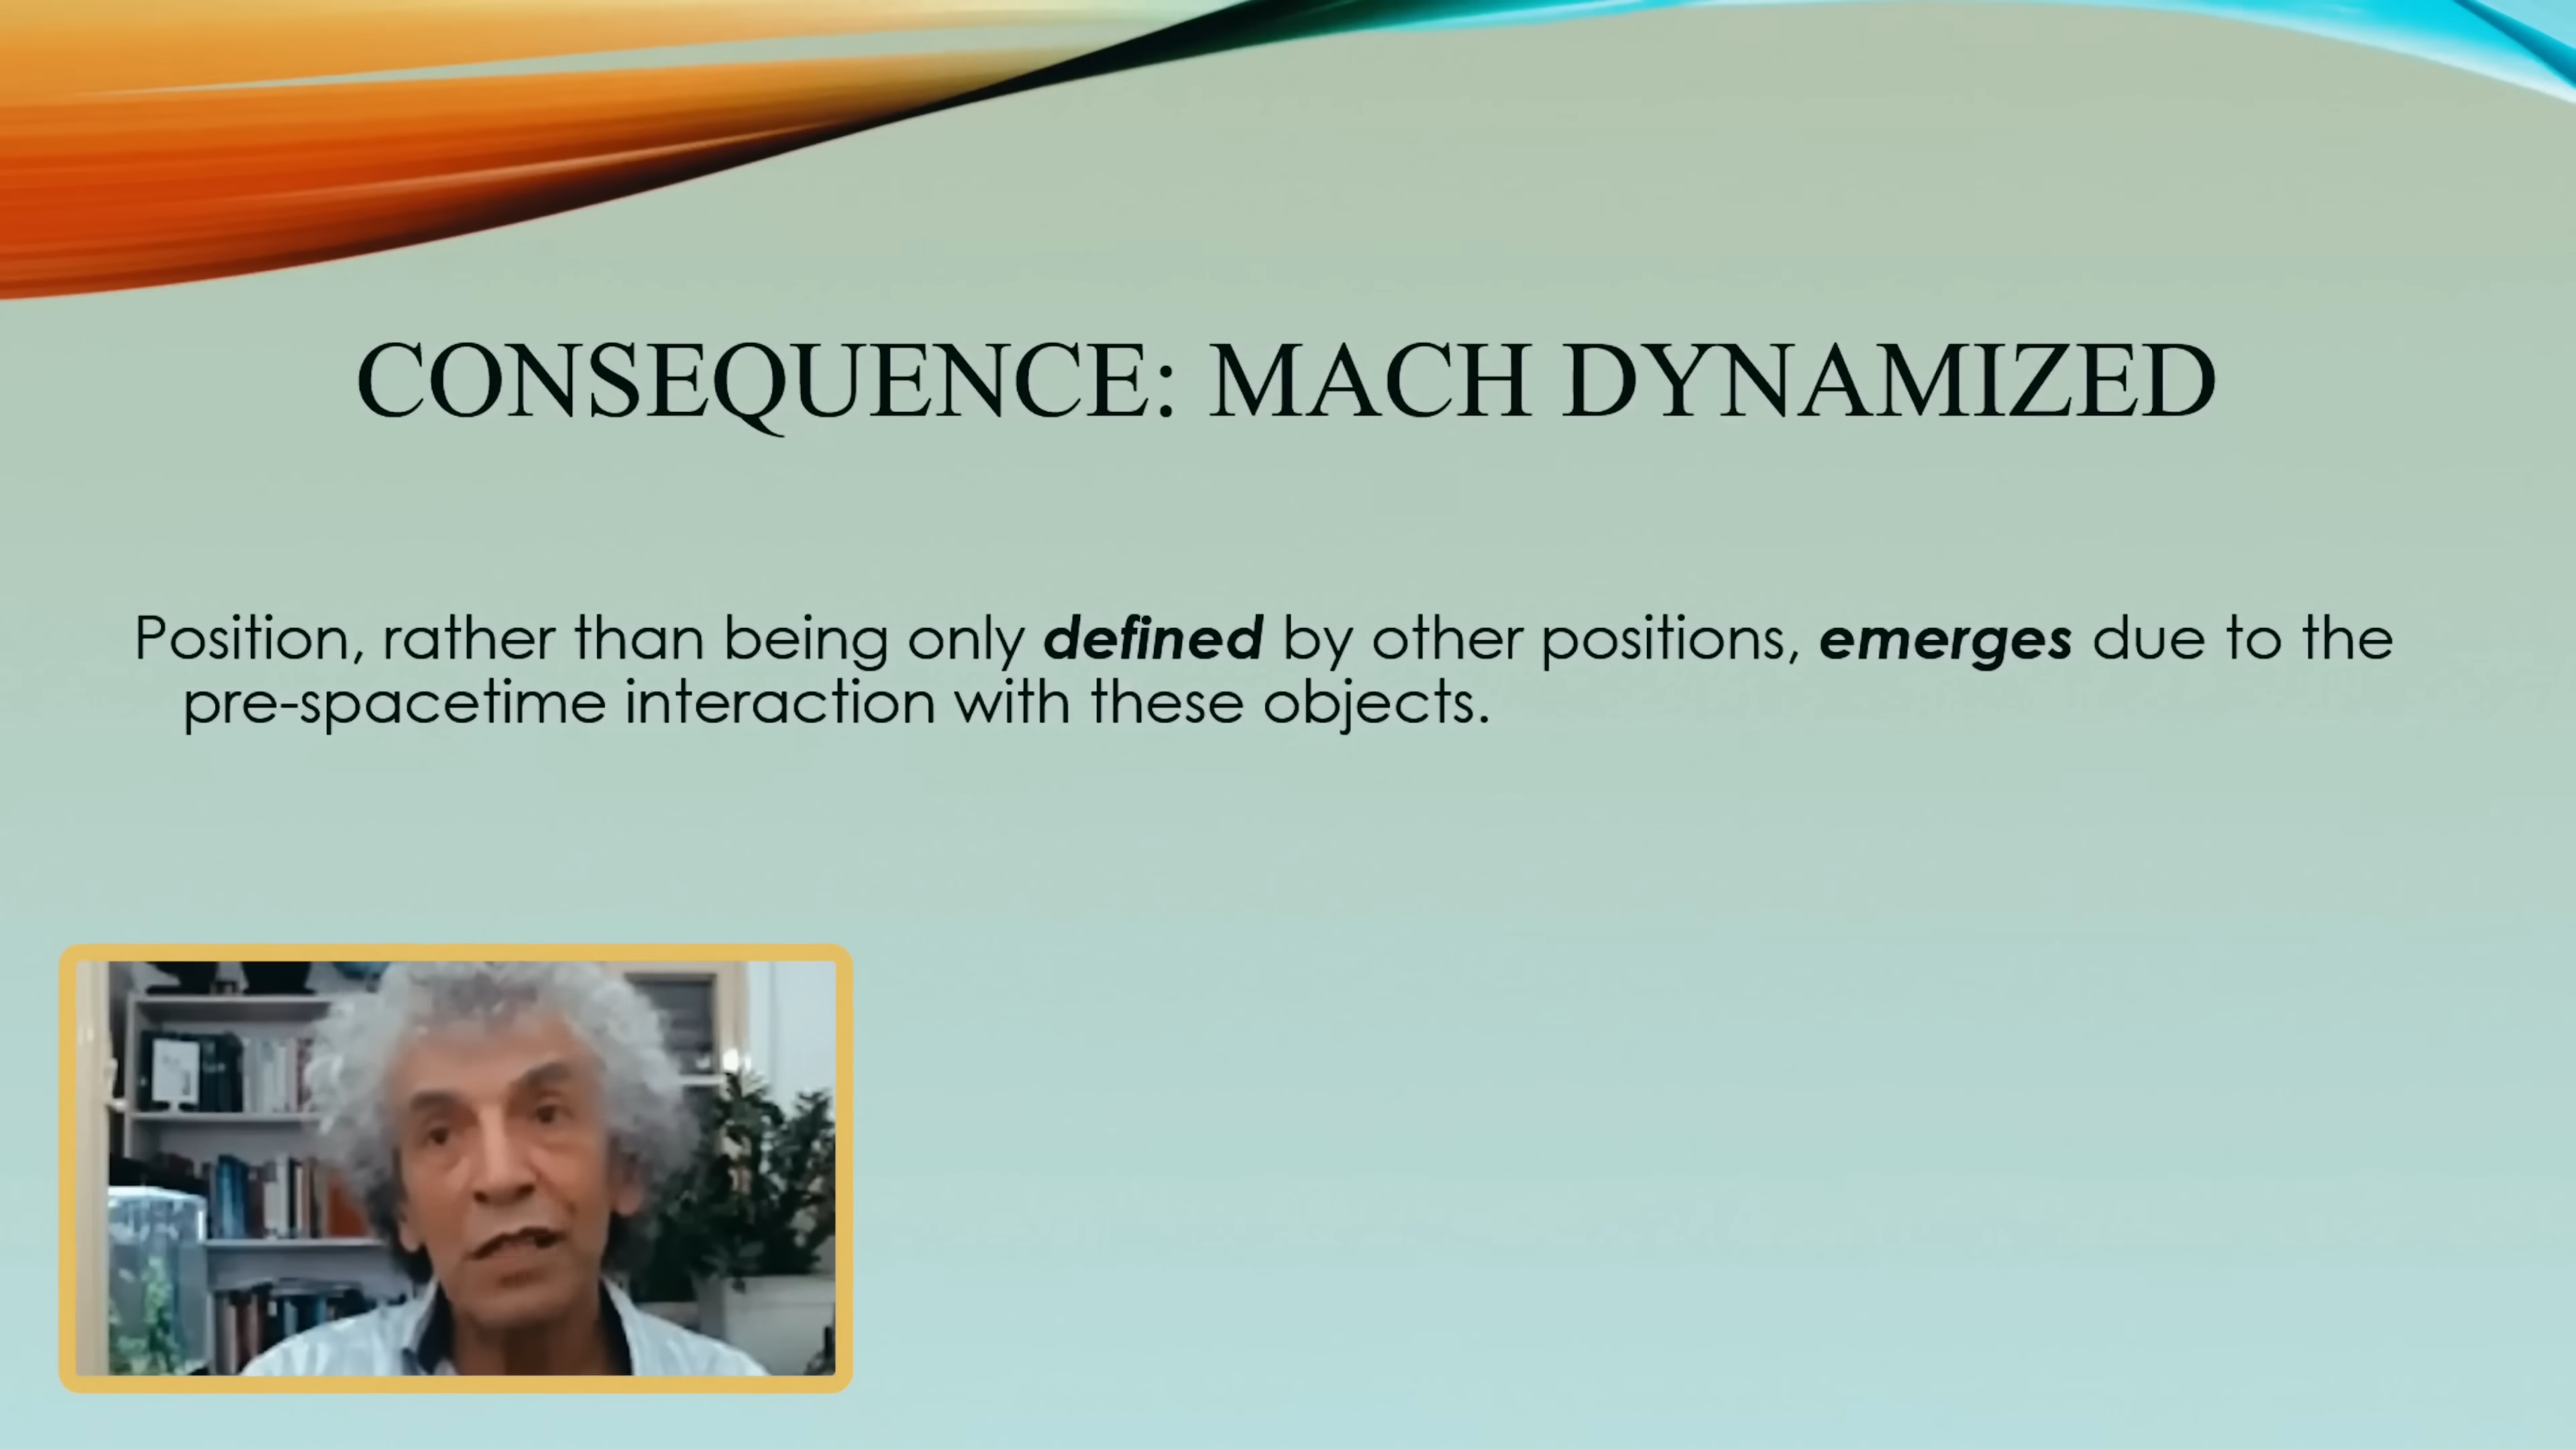 CONSEQUENCE: MACH DYNAMIZED
Position, rather than being only defined by other positions, emerges due to the
pre-spacetime interaction with these objects.